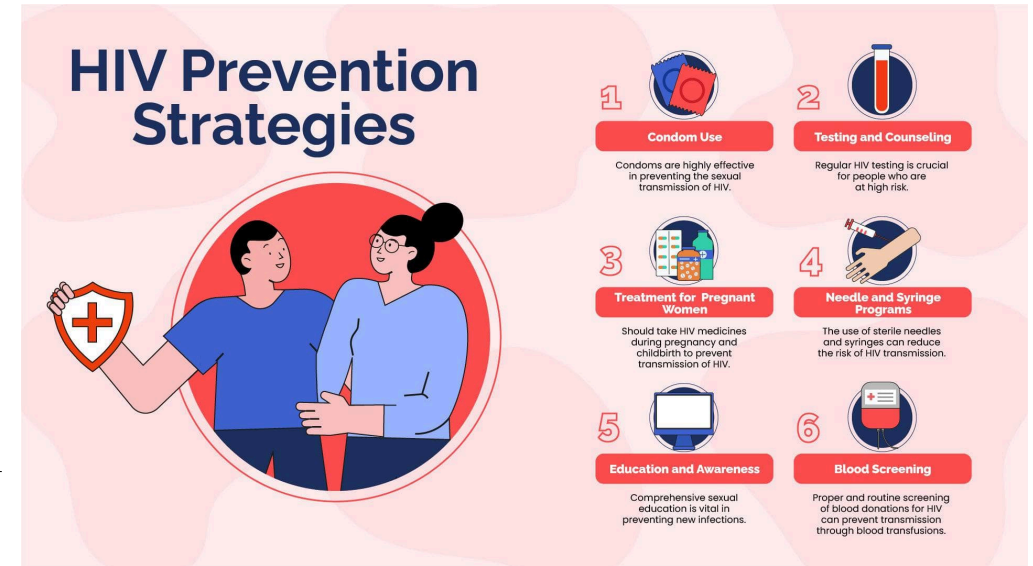 HIV Prevention
Strategies
1
Condom Use
Condoms are highly effective
in preventing the sexual
transmission of HIV.
2
Testing and Counseling
Regular HIV testing is crucial
for people who are
at high risk.
3
Treatment for Pregnant
Women
Should take HIV medicines
during pregnancy and
childbirth to prevent
transmission of HIV.
4
Needle and Syringe
Programs
The use of sterile needles
and syringes can reduce
the risk of HIV transmission.
5
Education and Awareness
Comprehensive sexual
education is vital in
preventing new infections.
6
Blood Screening
Proper and routine screening
of blood donations for HIV
can prevent transmission
through blood transfusions.